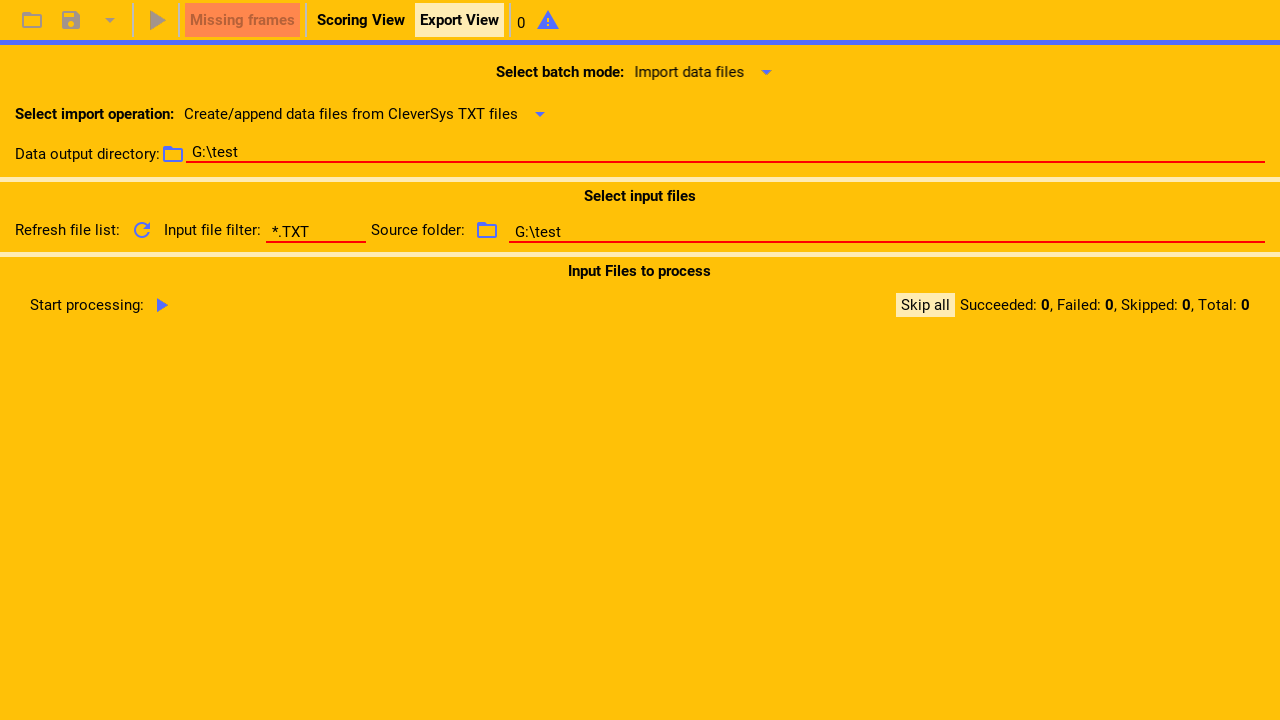 Missing frames Scoring View Export View 0
Select batch mode: Import data files
Select import operation: Create/append data files from CleverSys TXT files
Data output directory: G:\test
Select input files
Refresh file list: Input file filter: *.TXT Source folder: G:\test
Input Files to process
Start processing: Skip all Succeeded: 0, Failed: 0, Skipped: 0, Total: 0